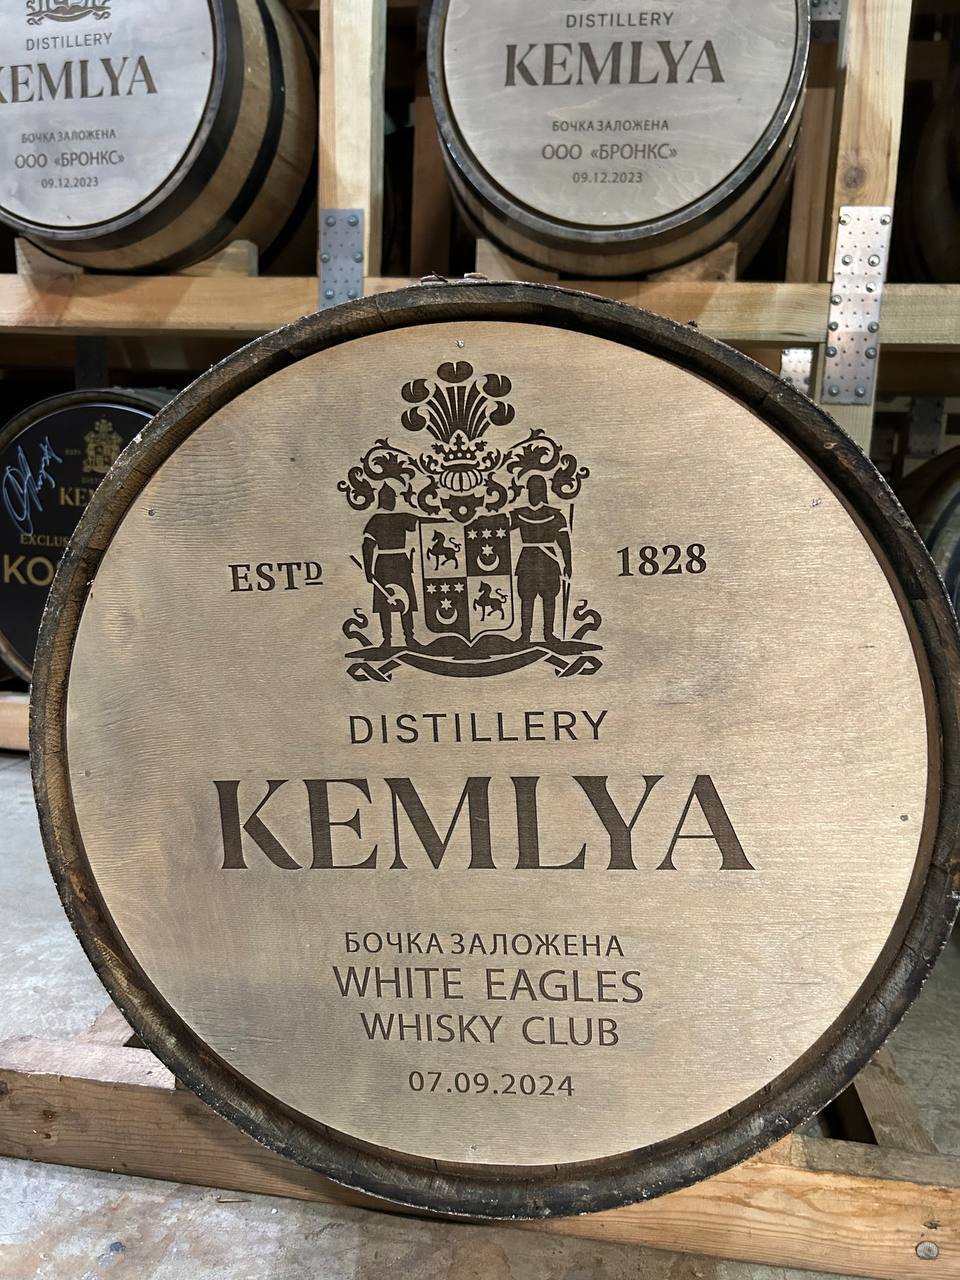 DISTILLERY
KEMLYA
БОЧКА ЗАЛОЖЕНА
ООО «БРОНКС»
09.12.2023
DISTILLERY
KEMLYA
БОЧКА ЗАЛОЖЕНА
ООО «БРОНКС»
09.12.2023
ESTD 1828
DISTILLERY
KEMLYA
БОЧКА ЗАЛОЖЕНА
WHITE EAGLES
WHISKY CLUB
07.09.2024